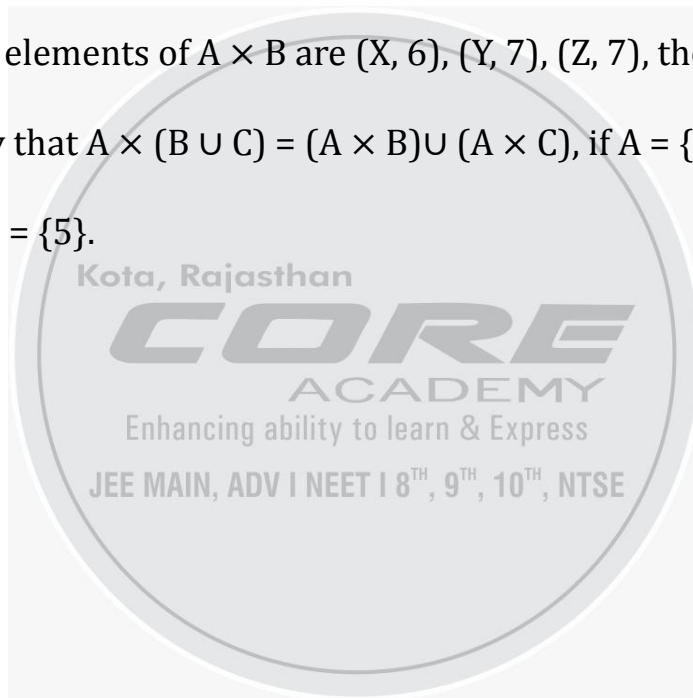 elements of A × B are (X, 6), (Y, 7), (Z, 7), the
y that A × (B ∪ C) = (A × B)∪ (A × C), if A = {
= {5}.
Kota, Rajasthan
CORE
ACADEMY
Enhancing ability to learn & Express
JEE MAIN, ADV I NEET I 8TH, 9TH, 10TH, NTSE